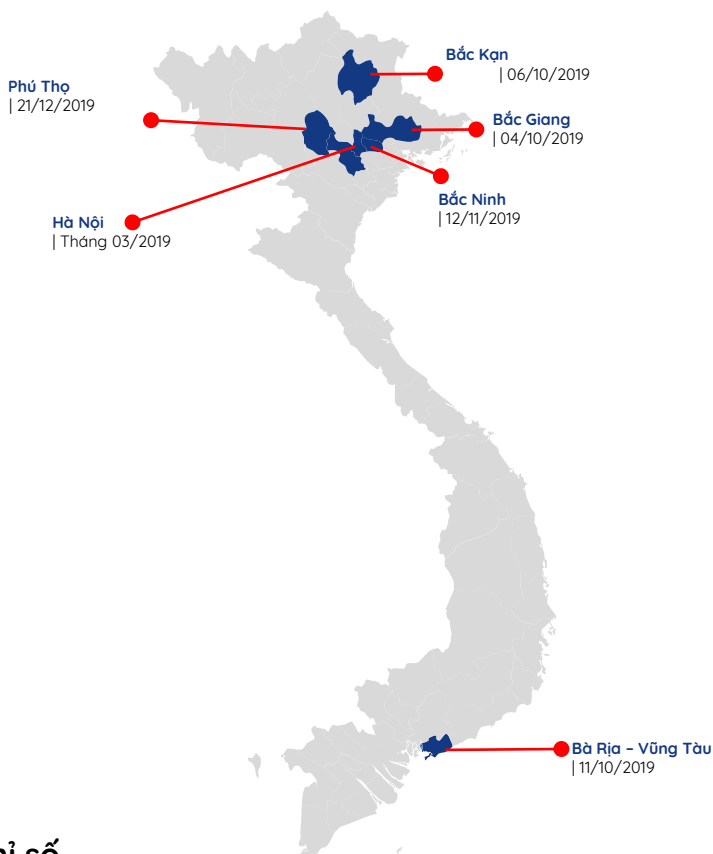 Bắc Kạn
| 06/10/2019
Phú Thọ
| 21/12/2019
Bắc Giang
| 04/10/2019
Bắc Ninh
| 12/11/2019
Hà Nội
| Tháng 03/2019
Bà Rịa – Vũng Tàu
| 11/10/2019
số